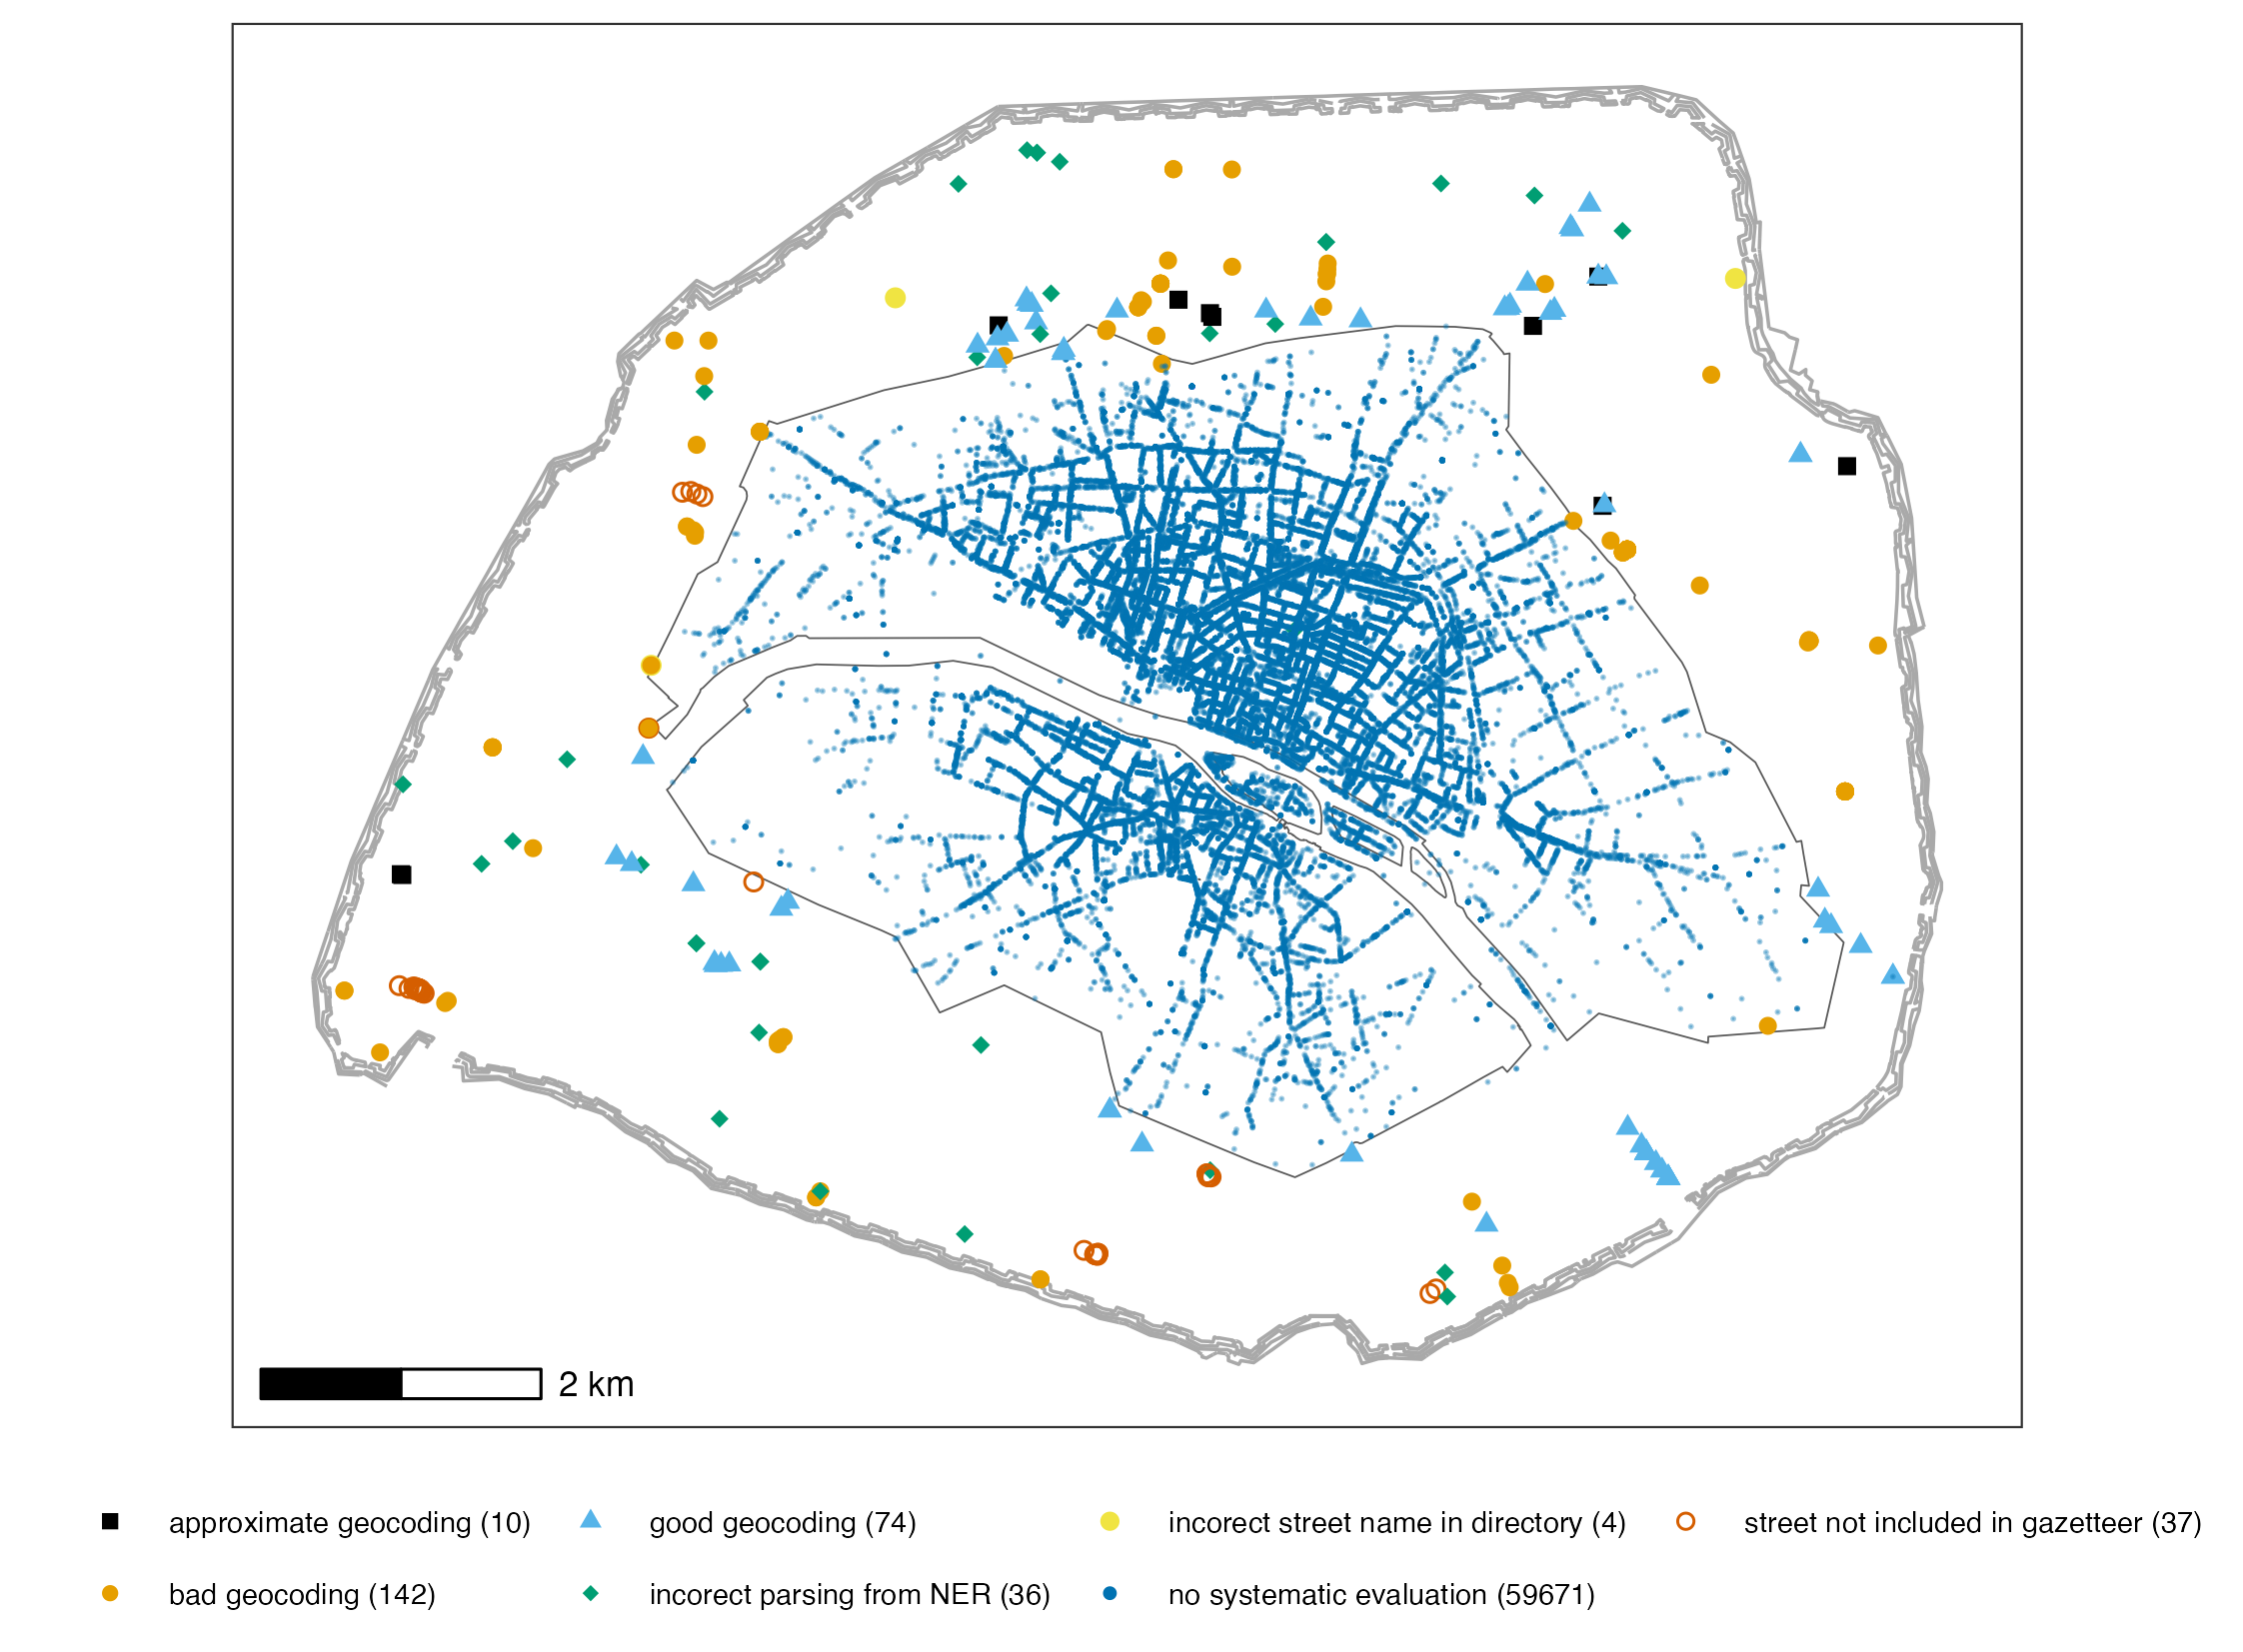 2 km
approximate geocoding (10)
good geocoding (74)
incorect street name in directory (4)
street not included in gazetteer (37)
bad geocoding (142)
incorect parsing from NER (36)
no systematic evaluation (59671)